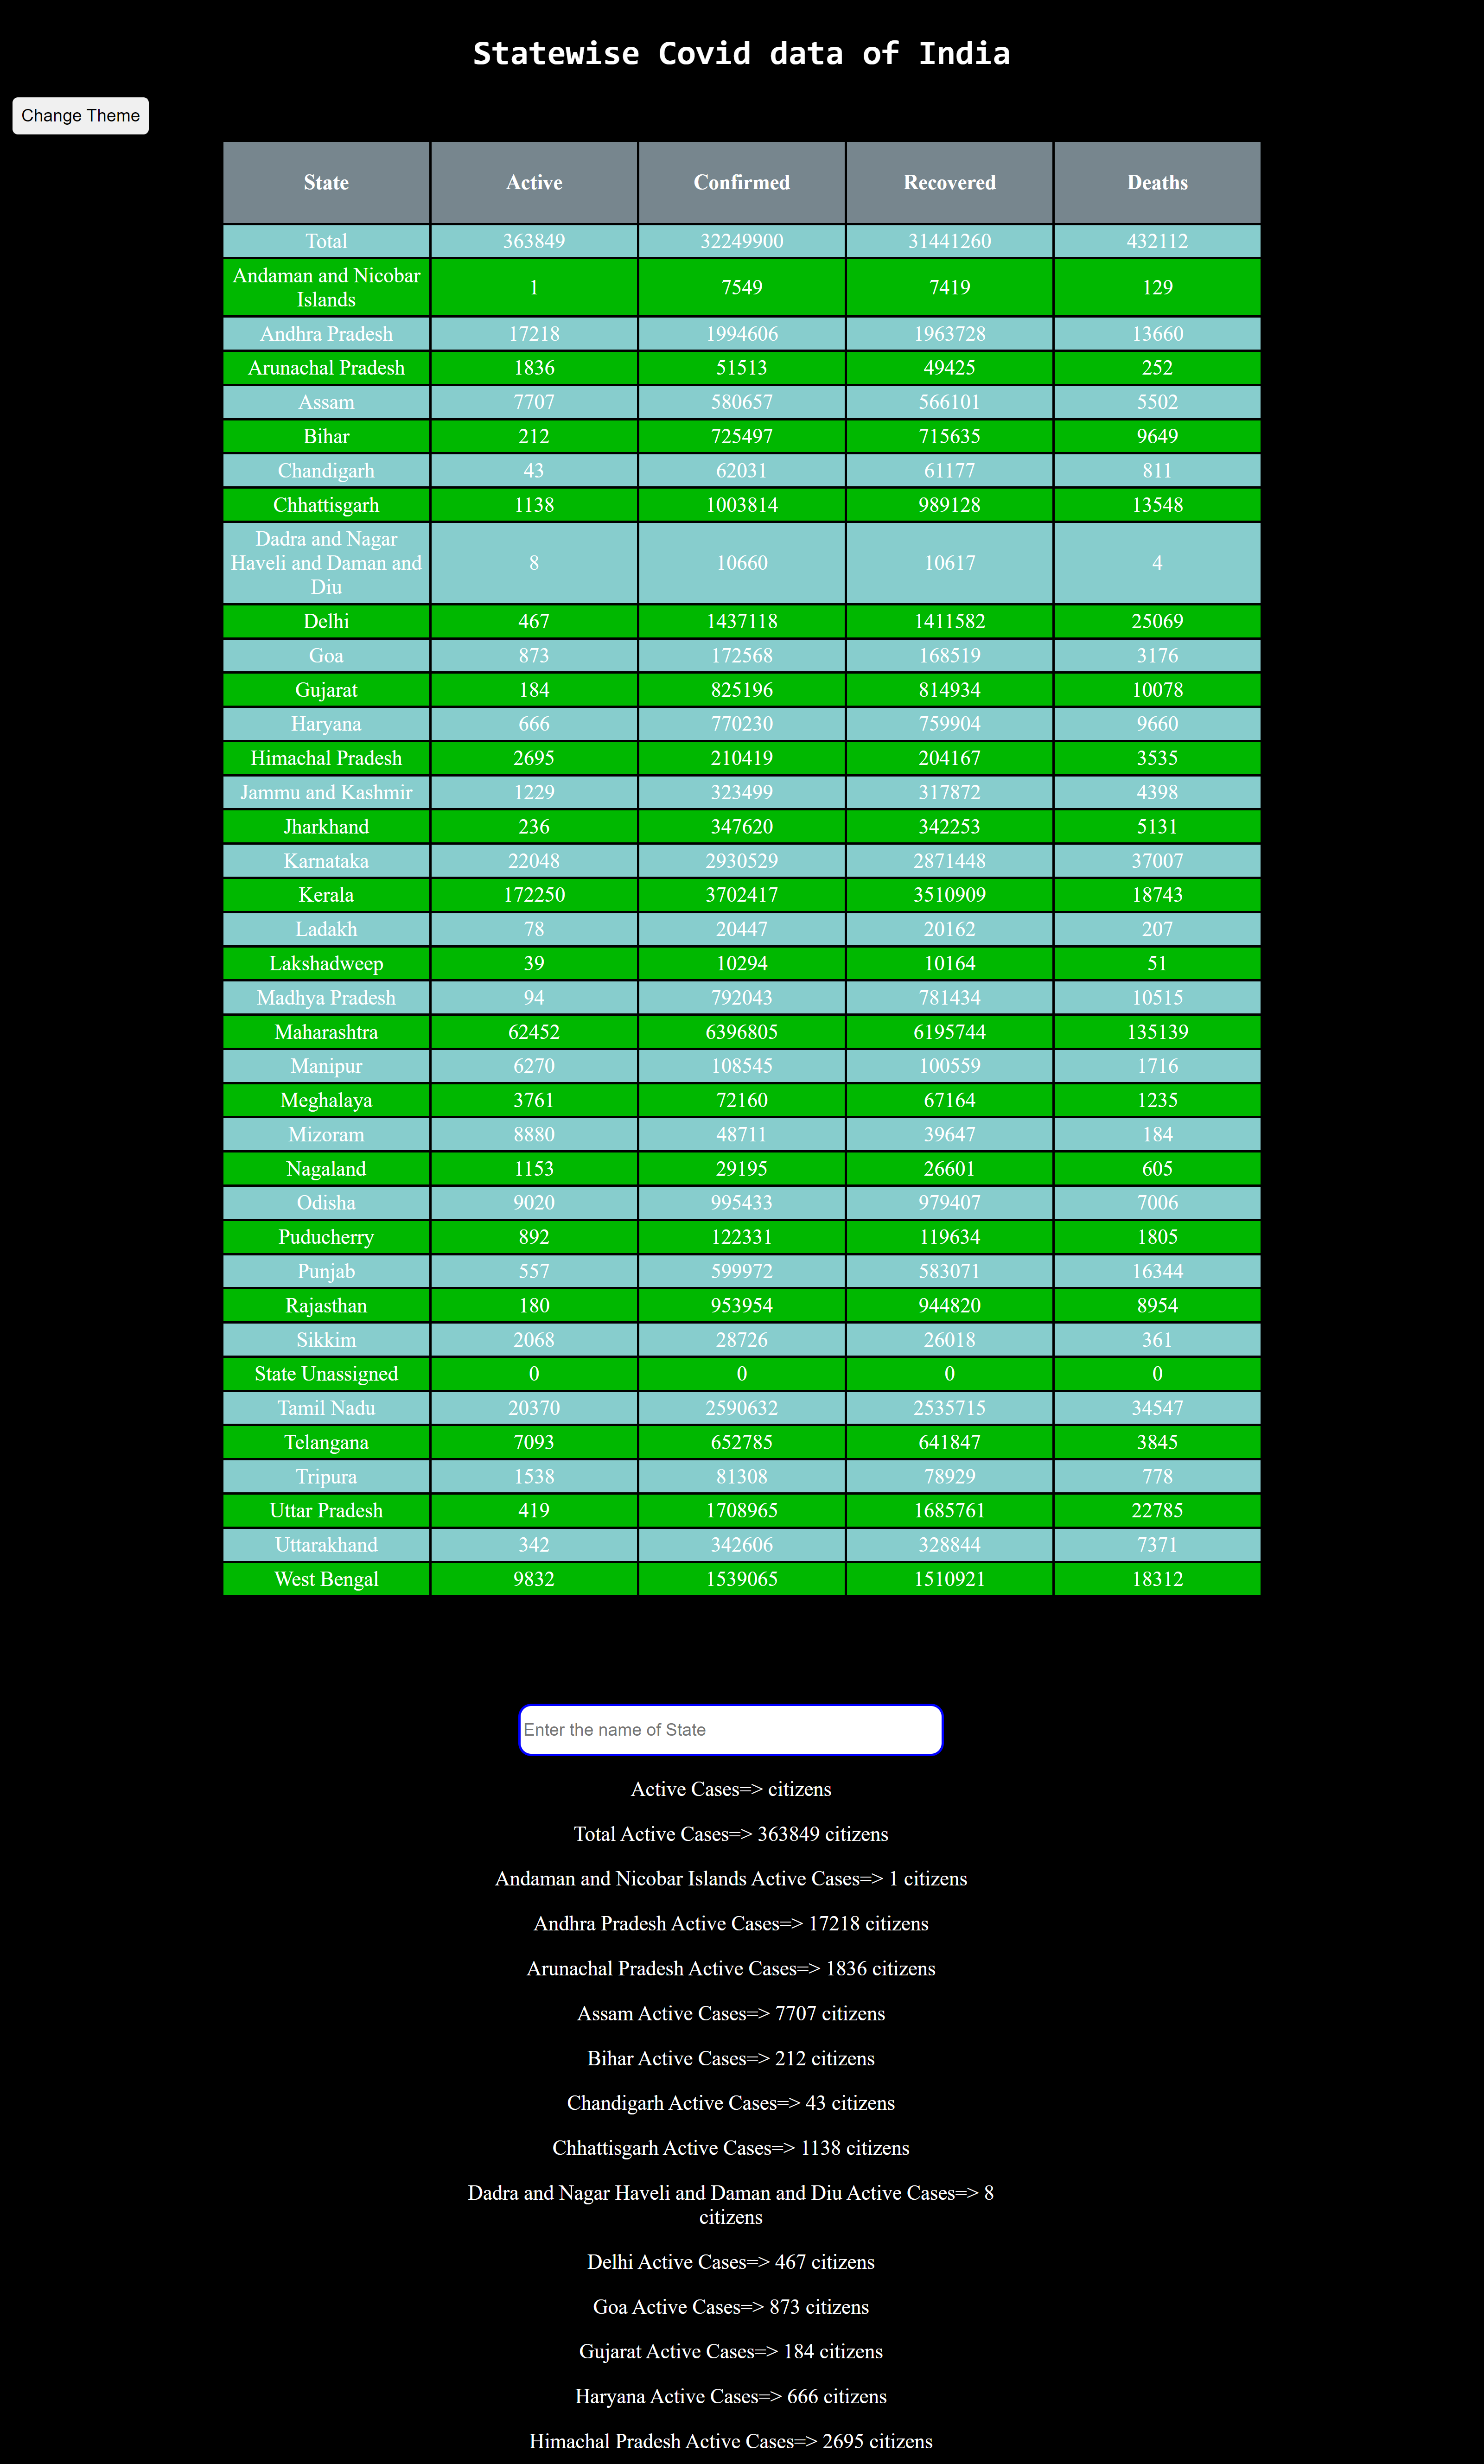 Statewise Covid data of India
Change Theme
State Active Confirmed Recovered Deaths
Total 363849 32249900 31441260 432112
Andaman and Nicobar
Islands 1 7549 7419 129
Andhra Pradesh 17218 1994606 1963728 13660
Arunachal Pradesh 1836 51513 49425 252
Assam 7707 580657 566101 5502
Bihar 212 725497 715635 9649
Chandigarh 43 62031 61177 811
Chhattisgarh 1138 1003814 989128 13548
Dadra and Nagar
Haveli and Daman and
Diu 8 10660 10617 4
Delhi 467 1437118 1411582 25069
Goa 873 172568 168519 3176
Gujarat 184 825196 814934 10078
Haryana 666 770230 759904 9660
Himachal Pradesh 2695 210419 204167 3535
Jammu and Kashmir 1229 323499 317872 4398
Jharkhand 236 347620 342253 5131
Karnataka 22048 2930529 2871448 37007
Kerala 172250 3702417 3510909 18743
Ladakh 78 20447 20162 207
Lakshadweep 39 10294 10164 51
Madhya Pradesh 94 792043 781434 10515
Maharashtra 62452 6396805 6195744 135139
Manipur 6270 108545 100559 1716
Meghalaya 3761 72160 67164 1235
Mizoram 8880 48711 39647 184
Nagaland 1153 29195 26601 605
Odisha 9020 995433 979407 7006
Puducherry 892 122331 119634 1805
Punjab 557 599972 583071 16344
Rajasthan 180 953954 944820 8954
Sikkim 2068 28726 26018 361
State Unassigned 0 0 0 0
Tamil Nadu 20370 2590632 2535715 34547
Telangana 7093 652785 641847 3845
Tripura 1538 81308 78929 778
Uttar Pradesh 419 1708965 1685761 22785
Uttarakhand 342 342606 328844 7371
West Bengal 9832 1539065 1510921 18312
Enter the name of State
Active Cases=> citizens
Total Active Cases=> 363849 citizens
Andaman and Nicobar Islands Active Cases=> 1 citizens
Andhra Pradesh Active Cases=> 17218 citizens
Arunachal Pradesh Active Cases=> 1836 citizens
Assam Active Cases=> 7707 citizens
Bihar Active Cases=> 212 citizens
Chandigarh Active Cases=> 43 citizens
Chhattisgarh Active Cases=> 1138 citizens
Dadra and Nagar Haveli and Daman and Diu Active Cases=> 8
citizens
Delhi Active Cases=> 467 citizens
Goa Active Cases=> 873 citizens
Gujarat Active Cases=> 184 citizens
Haryana Active Cases=> 666 citizens
Himachal Pradesh Active Cases=> 2695 citizens